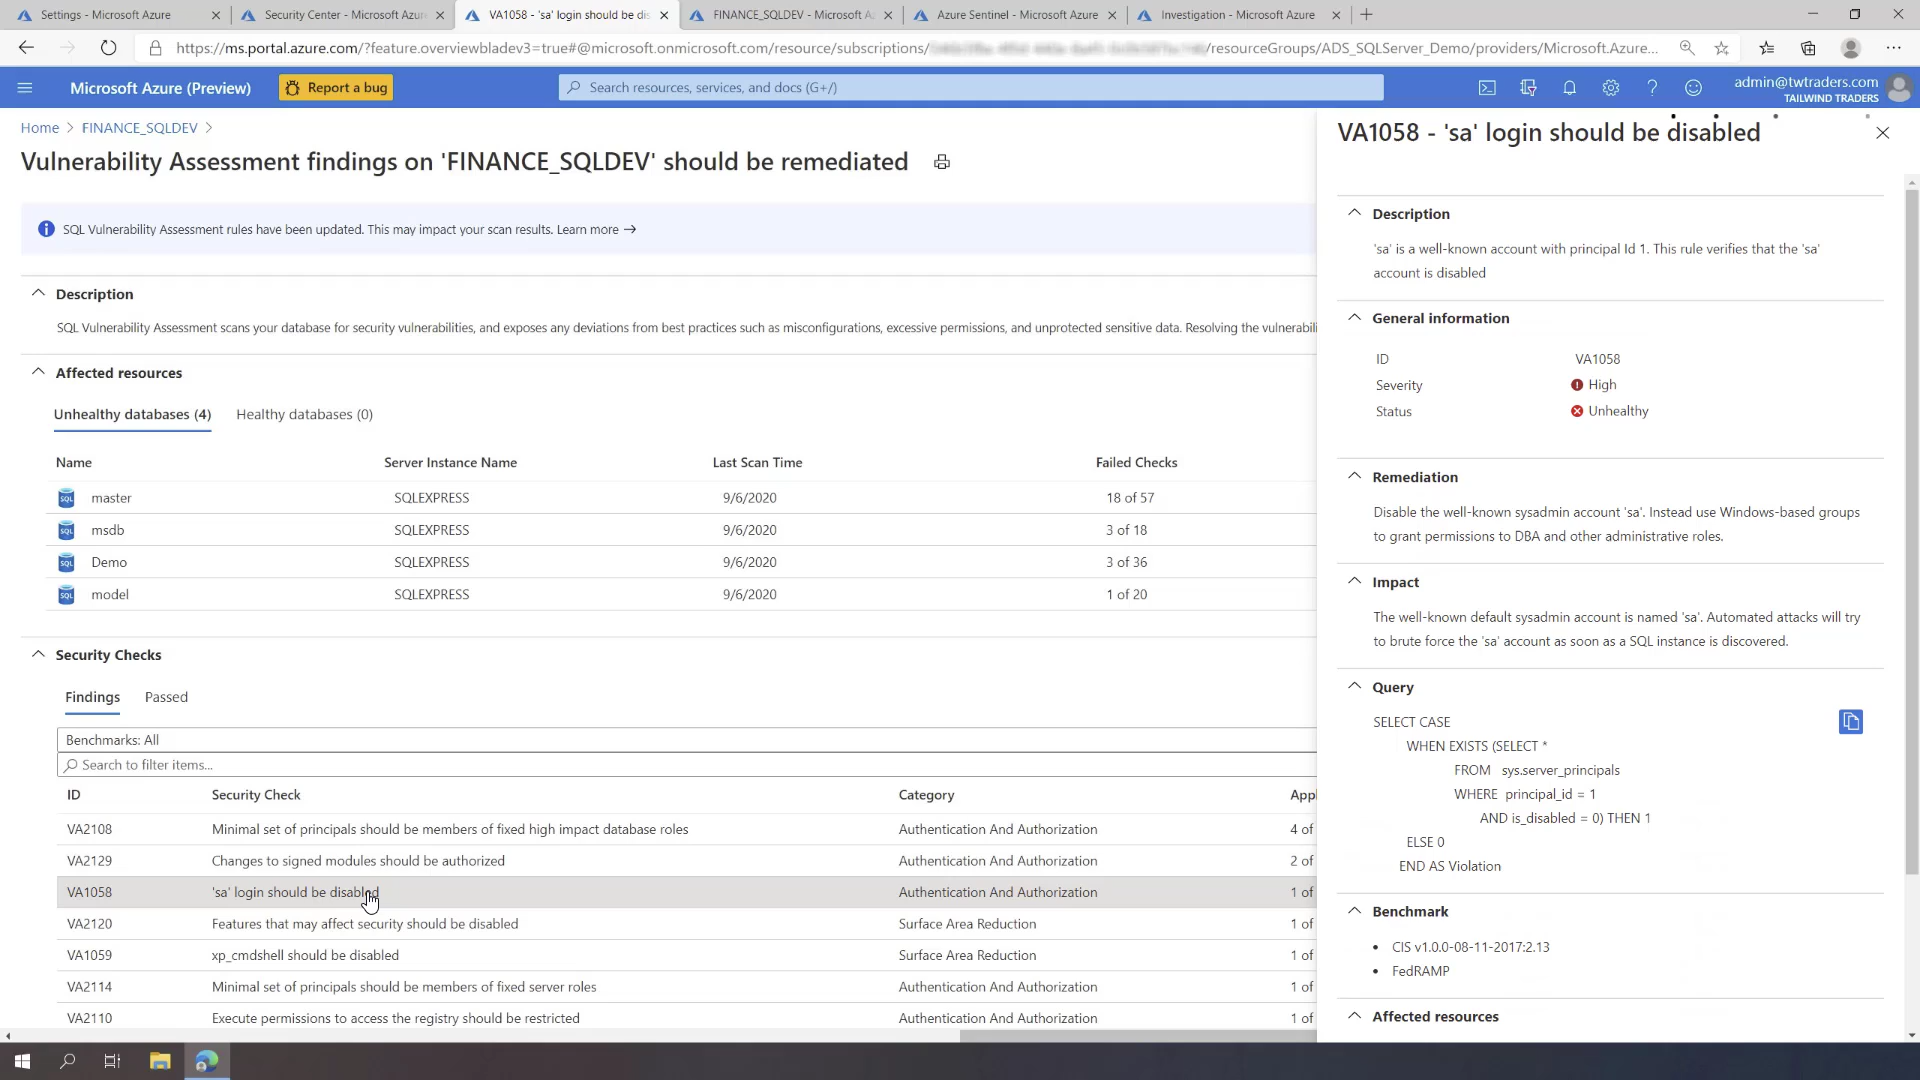 Settings - Microsoft Azure
Security Center - Microsoft Azur
VA1058 - 'sa' login should be dis
FINANCE_SQLDEV - Microsoft A
Azure Sentinel - Microsoft Azure
Investigation - Microsoft Azure
https://ms.portal.azure.com/?feature.overviewbladev3=true#@microsoft.onmicrosoft.com/resource/subscriptions/
/resourceGroups/ADS_SQLServer_Demo/providers/Microsoft.Azure...
Microsoft Azure (Preview)
Report a bug
Search resources, services, and docs (G+/)
admin@twtraders.com
TAILWIND TRADERS
Home > FINANCE_SQLDEV >
Vulnerability Assessment findings on 'FINANCE_SQLDEV' should be remediated
SQL Vulnerability Assessment rules have been updated. This may impact your scan results. Learn more →
Description
SQL Vulnerability Assessment scans your database for security vulnerabilities, and exposes any deviations from best practices such as misconfigurations, excessive permissions, and unprotected sensitive data. Resolving the vulnerabili
Affected resources
Unhealthy databases (4) Healthy databases (0)
Name Server Instance Name Last Scan Time Failed Checks
master SQLEXPRESS 9/6/2020 18 of 57
msdb SQLEXPRESS 9/6/2020 3 of 18
Demo SQLEXPRESS 9/6/2020 3 of 36
model SQLEXPRESS 9/6/2020 1 of 20
Security Checks
Findings Passed
Benchmarks: All
Search to filter items...
ID Security Check Category Appl
VA2108 Minimal set of principals should be members of fixed high impact database roles Authentication And Authorization 4 of
VA2129 Changes to signed modules should be authorized Authentication And Authorization 2 of
VA1058 'sa' login should be disabled Authentication And Authorization 1 of
VA2120 Features that may affect security should be disabled Surface Area Reduction 1 of
VA1059 xp_cmdshell should be disabled Surface Area Reduction 1 of
VA2114 Minimal set of principals should be members of fixed server roles Authentication And Authorization 1 of
VA2110 Execute permissions to access the registry should be restricted Authentication And Authorization 1 of
VA1058 - 'sa' login should be disabled
Description
'sa' is a well-known account with principal Id 1. This rule verifies that the 'sa'
account is disabled
General information
ID VA1058
Severity High
Status Unhealthy
Remediation
Disable the well-known sysadmin account 'sa'. Instead use Windows-based groups
to grant permissions to DBA and other administrative roles.
Impact
The well-known default sysadmin account is named 'sa'. Automated attacks will try
to brute force the 'sa' account as soon as a SQL instance is discovered.
Query
SELECT CASE
WHEN EXISTS (SELECT *
FROM sys.server_principals
WHERE principal_id = 1
AND is_disabled = 0) THEN 1
ELSE 0
END AS Violation
Benchmark
• CIS v1.0.0-08-11-2017:2.13
• FedRAMP
Affected resources